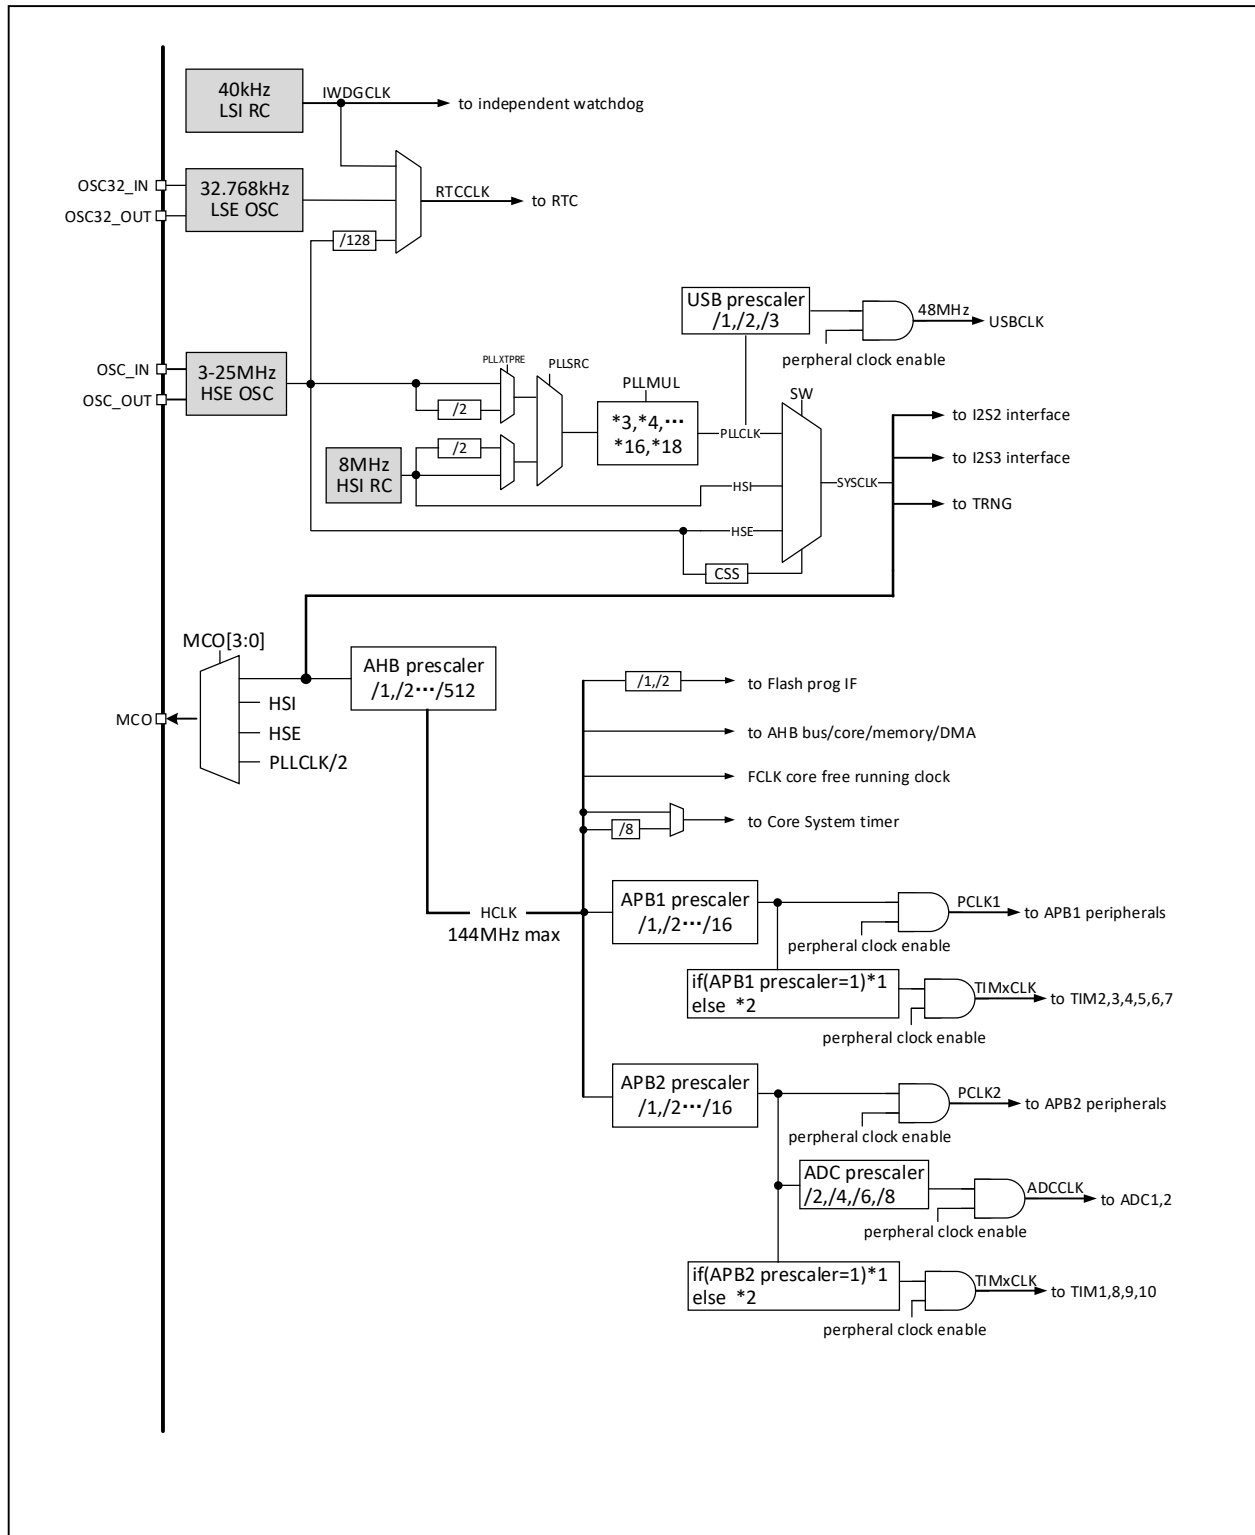 40kHz
LSI RC
IWDGCLK
to independent watchdog
OSC32_IN
OSC32_OUT
32.768kHz
LSE OSC
RTCCLK
to RTC
/128
USB prescaler
/1,/2,/3
48MHz
USBCLK
perpheral clock enable
OSC_IN
OSC_OUT
3-25MHz
HSE OSC
PLLXTPRE
PLLSRC
/2
PLLMUL
*3,*4,···
*16,*18
PLLCLK
SW
/2
8MHz
HSI RC
HSI
HSE
CSS
SYSCLK
to I2S2 interface
to I2S3 interface
to TRNG
MCO[3:0]
HSI
HSE
PLLCLK/2
MCO
AHB prescaler
/1,/2···/512
/1,/2
to Flash prog IF
to AHB bus/core/memory/DMA
FCLK core free running clock
/8
to Core System timer
HCLK
144MHz max
APB1 prescaler
/1,/2···/16
PCLK1
to APB1 peripherals
perpheral clock enable
if(APB1 prescaler=1)*1
else *2
TIMxCLK
to TIM2,3,4,5,6,7
perpheral clock enable
APB2 prescaler
/1,/2···/16
PCLK2
to APB2 peripherals
perpheral clock enable
ADC prescaler
/2,/4,/6,/8
ADCCLK
to ADC1,2
perpheral clock enable
if(APB2 prescaler=1)*1
else *2
TIMxCLK
to TIM1,8,9,10
perpheral clock enable